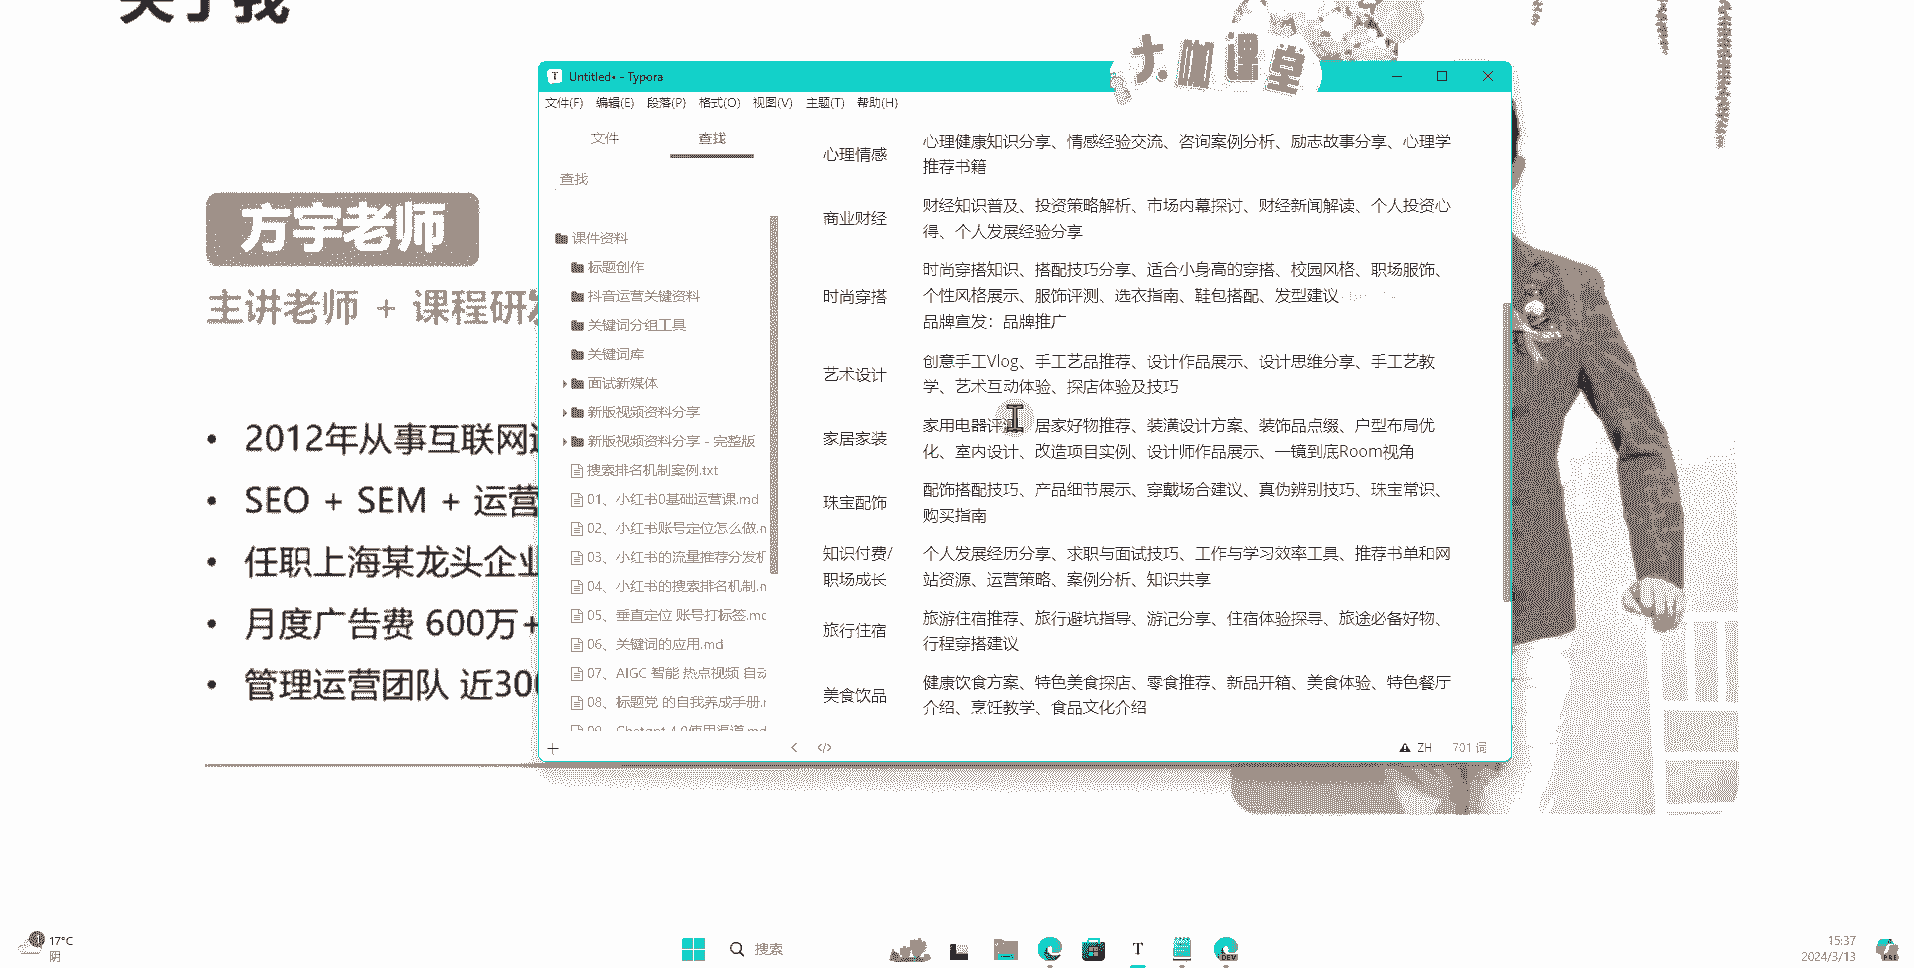 关于我
大咖课堂
Untitled• - Typora
文件(F) 编辑(E) 段落(P) 格式(O) 视图(V) 主题(T) 帮助(H)
文件 查找
查找
课件资料
标题创作
抖音运营关键资料
关键词分组工具
关键词库
面试新媒体
新版视频资料分享
新版视频资料分享 - 完整版
搜索排名机制案例.txt
01、小红书0基础运营课.md
02、小红书账号定位怎么做.
03、小红书的流量推荐分发
04、小红书的搜索排名机制.
05、垂直定位 账号打标签.m
06、关键词的应用.md
07、AIGC 智能 热点视频 自动
08、标题党 的自我养成手册.
09、Chatgpt 4.0使用渠道.md
心理情感
心理健康知识分享、情感经验交流、咨询案例分析、励志故事分享、心理学
推荐书籍
商业财经
财经知识普及、投资策略解析、市场内幕探讨、财经新闻解读、个人投资心
得、个人发展经验分享
时尚穿搭
时尚穿搭知识、搭配技巧分享、适合小身高的穿搭、校园风格、职场服饰、
个性风格展示、服饰评测、选衣指南、鞋包搭配、发型建议
品牌宣发：品牌推广
艺术设计
创意手工Vlog、手工艺品推荐、设计作品展示、设计思维分享、手工艺教
学、艺术互动体验、探店体验及技巧
家居家装
家用电器评测、居家好物推荐、装潢设计方案、装饰品点缀、户型布局优
化、室内设计、改造项目实例、设计师作品展示、一镜到底Room视角
珠宝配饰
配饰搭配技巧、产品细节展示、穿戴场合建议、真伪辨别技巧、珠宝常识、
购买指南
知识付费/
职场成长
个人发展经历分享、求职与面试技巧、工作与学习效率工具、推荐书单和网
站资源、运营策略、案例分析、知识共享
旅行住宿
旅游住宿推荐、旅行避坑指导、游记分享、住宿体验探寻、旅途必备好物、
行程穿搭建议
美食饮品
健康饮食方案、特色美食探店、零食推荐、新品开箱、美食体验、特色餐厅
介绍、烹饪教学、食品文化介绍
ZH 701 词
方宇老师
主讲老师 + 课程研发
2012年从事互联网
SEO + SEM + 运营
任职上海某龙头企业
月度广告费 600万+
管理运营团队 近300
17°C
阴
搜索
DEV
15:37
2024/3/13
PRE